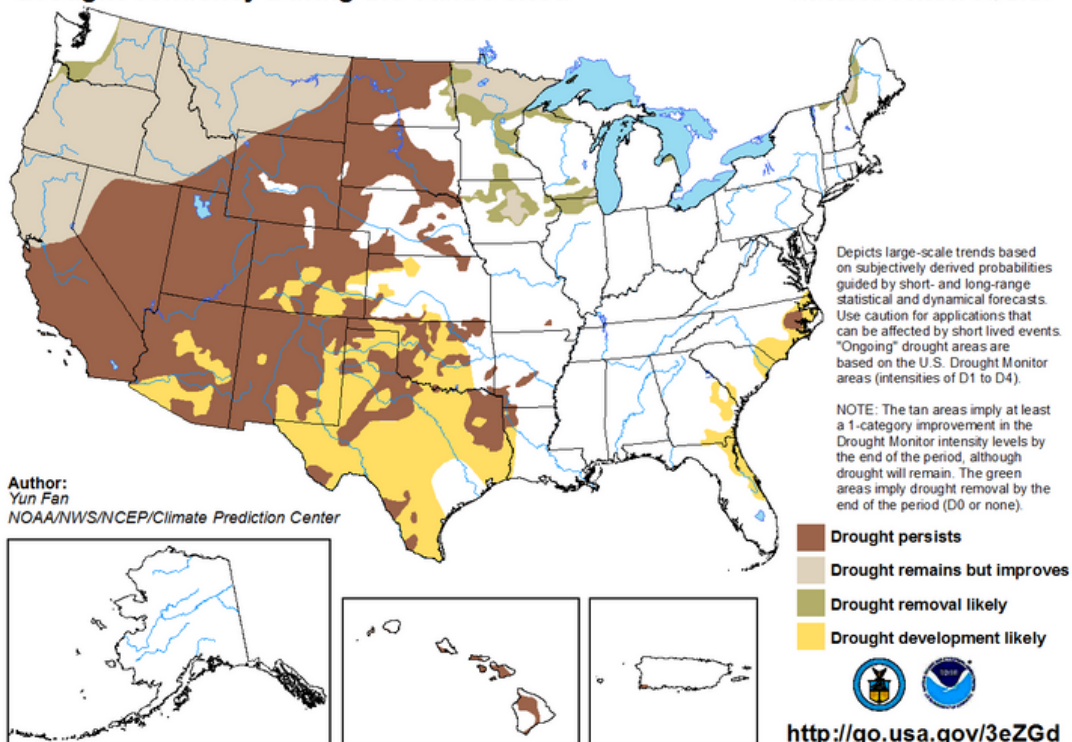 Depicts large-scale trends based
on subjectively derived probabilities
guided by short- and long-range
statistical and dynamical forecasts.
Use caution for applications that
can be affected by short lived events.
"Ongoing" drought areas are
based on the U.S. Drought Monitor
areas (intensities of D1 to D4).
NOTE: The tan areas imply at least
a 1-category improvement in the
Drought Monitor intensity levels by
the end of the period, although
drought will remain. The green
areas imply drought removal by the
end of the period (D0 or none).
Author:
Yun Fan
NOAA/NWS/NCEP/Climate Prediction Center
Drought persists
Drought remains but improves
Drought removal likely
Drought development likely
http://go.usa.gov/3eZGd